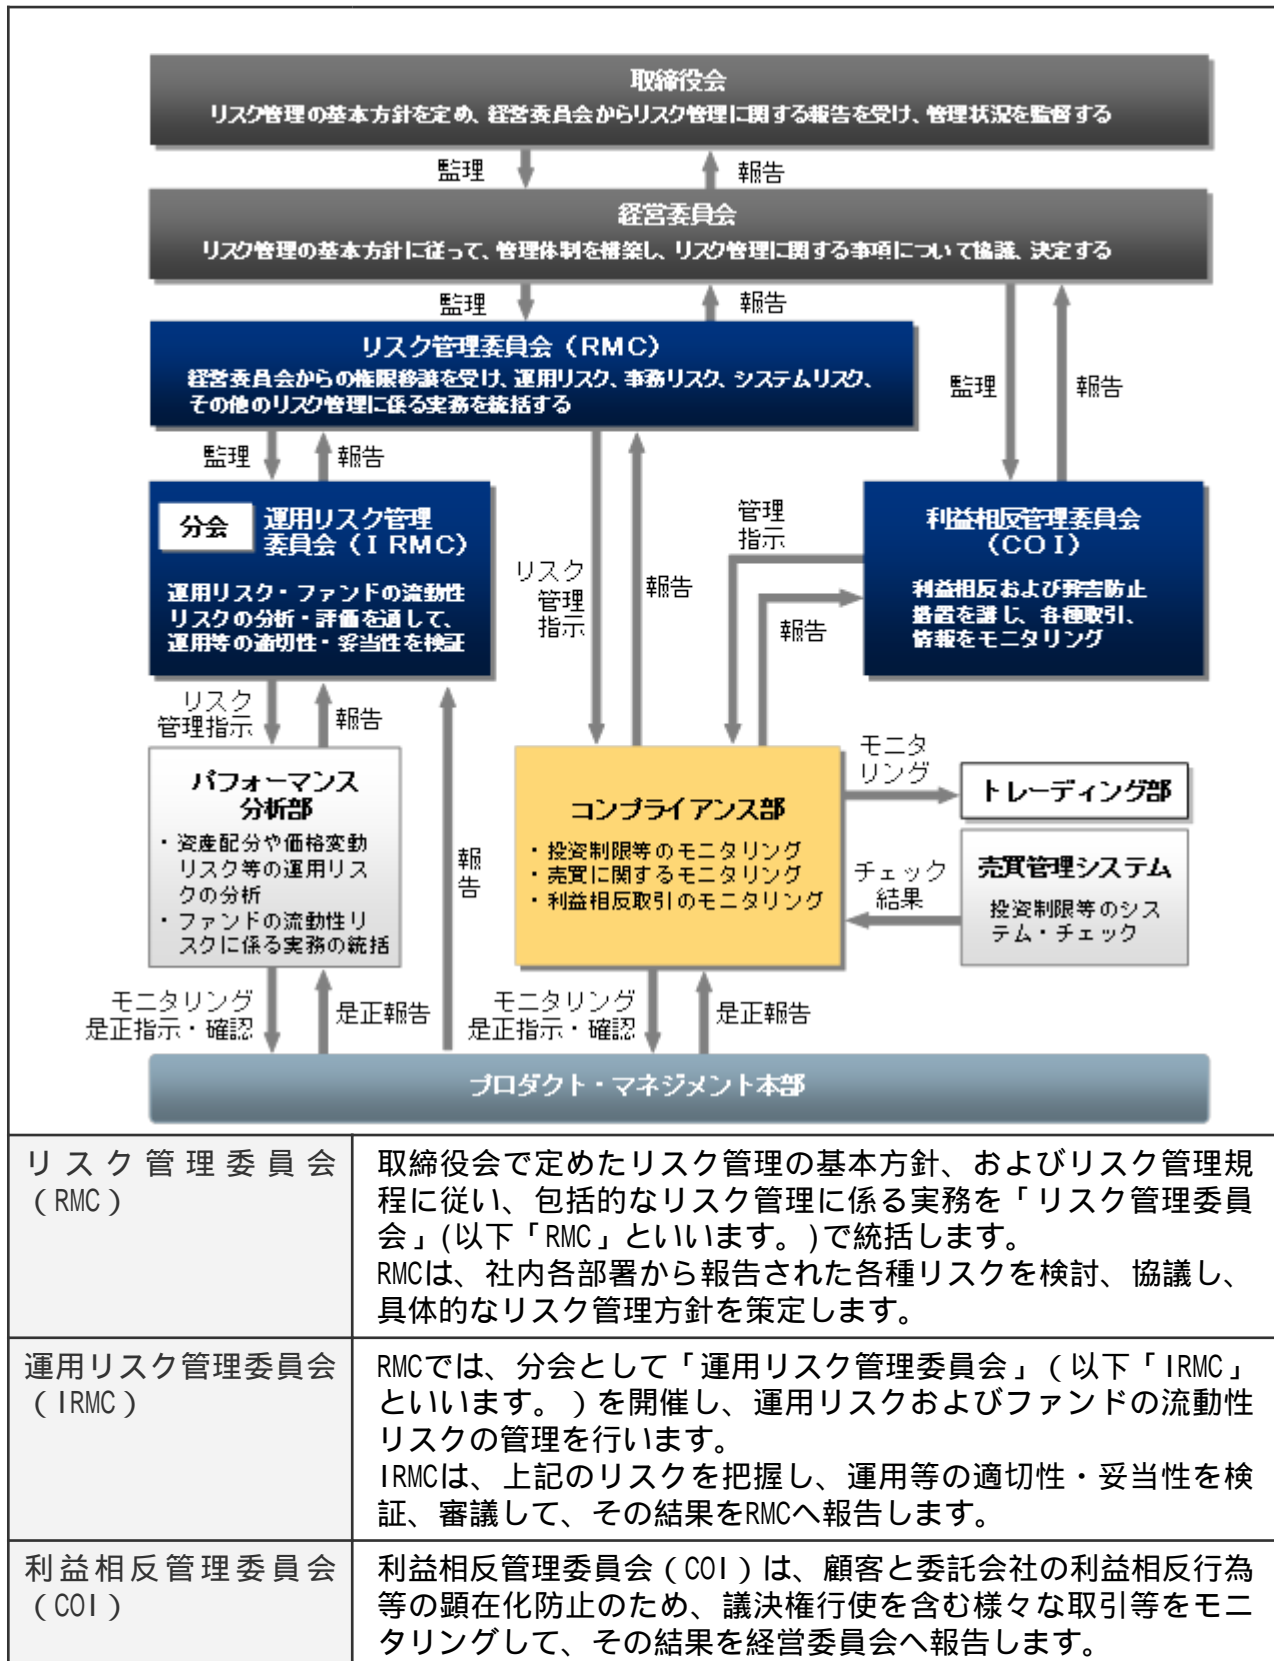 取締役会
リスク管理の基本方針を定め、経営委員会からリスク管理に関する報告を受け、管理状況を監督する
監理
報告
経営委員会
リスク管理の基本方針に従って、管理体制を構築し、リスク管理に関する事項について協議、決定する
監理
報告
リスク管理委員会（RMC）
経営委員会からの権限移譲を受け、運用リスク、事務リスク、システムリスク、
その他のリスク管理に係る実務を統括する
監理
報告
監理
報告
分会
運用リスク管理
委員会（IRMC）
運用リスク・ファンドの流動性
リスクの分析・評価を通して、
運用等の適切性・妥当性を検証
リスク
管理
指示
報告
管理
指示
報告
利益相反管理委員会
（COI）
利益相反および弊害防止
措置を講じ、各種取引、
情報をモニタリング
リスク
管理指示
報告
パフォーマンス
分析部
・資産配分や価格変動
リスク等の運用リス
クの分析
・ファンドの流動性リ
スクに係る実務の統括
報
告
コンプライアンス部
・投資制限等のモニタリング
・売買に関するモニタリング
・利益相反取引のモニタリング
モニタ
リング
トレーディング部
チェック
結果
売買管理システム
投資制限等のシス
テム・チェック
モニタリング
是正指示・確認
是正報告
モニタリング
是正指示・確認
是正報告
プロダクト・マネジメント本部
リスク管理委員会
（RMC）
取締役会で定めたリスク管理の基本方針、およびリスク管理規
程に従い、包括的なリスク管理に係る実務を「リスク管理委員
会」(以下「RMC」といいます。)で統括します。
RMCは、社内各部署から報告された各種リスクを検討、協議し、
具体的なリスク管理方針を策定します。
運用リスク管理委員会
（IRMC）
RMCでは、分会として「運用リスク管理委員会」（以下「IRMC」
といいます。）を開催し、運用リスクおよびファンドの流動性
リスクの管理を行います。
IRMCは、上記のリスクを把握し、運用等の適切性・妥当性を検
証、審議して、その結果をRMCへ報告します。
利益相反管理委員会
（COI）
利益相反管理委員会（COI）は、顧客と委託会社の利益相反行為
等の顕在化防止のため、議決権行使を含む様々な取引等をモニ
タリングして、その結果を経営委員会へ報告します。